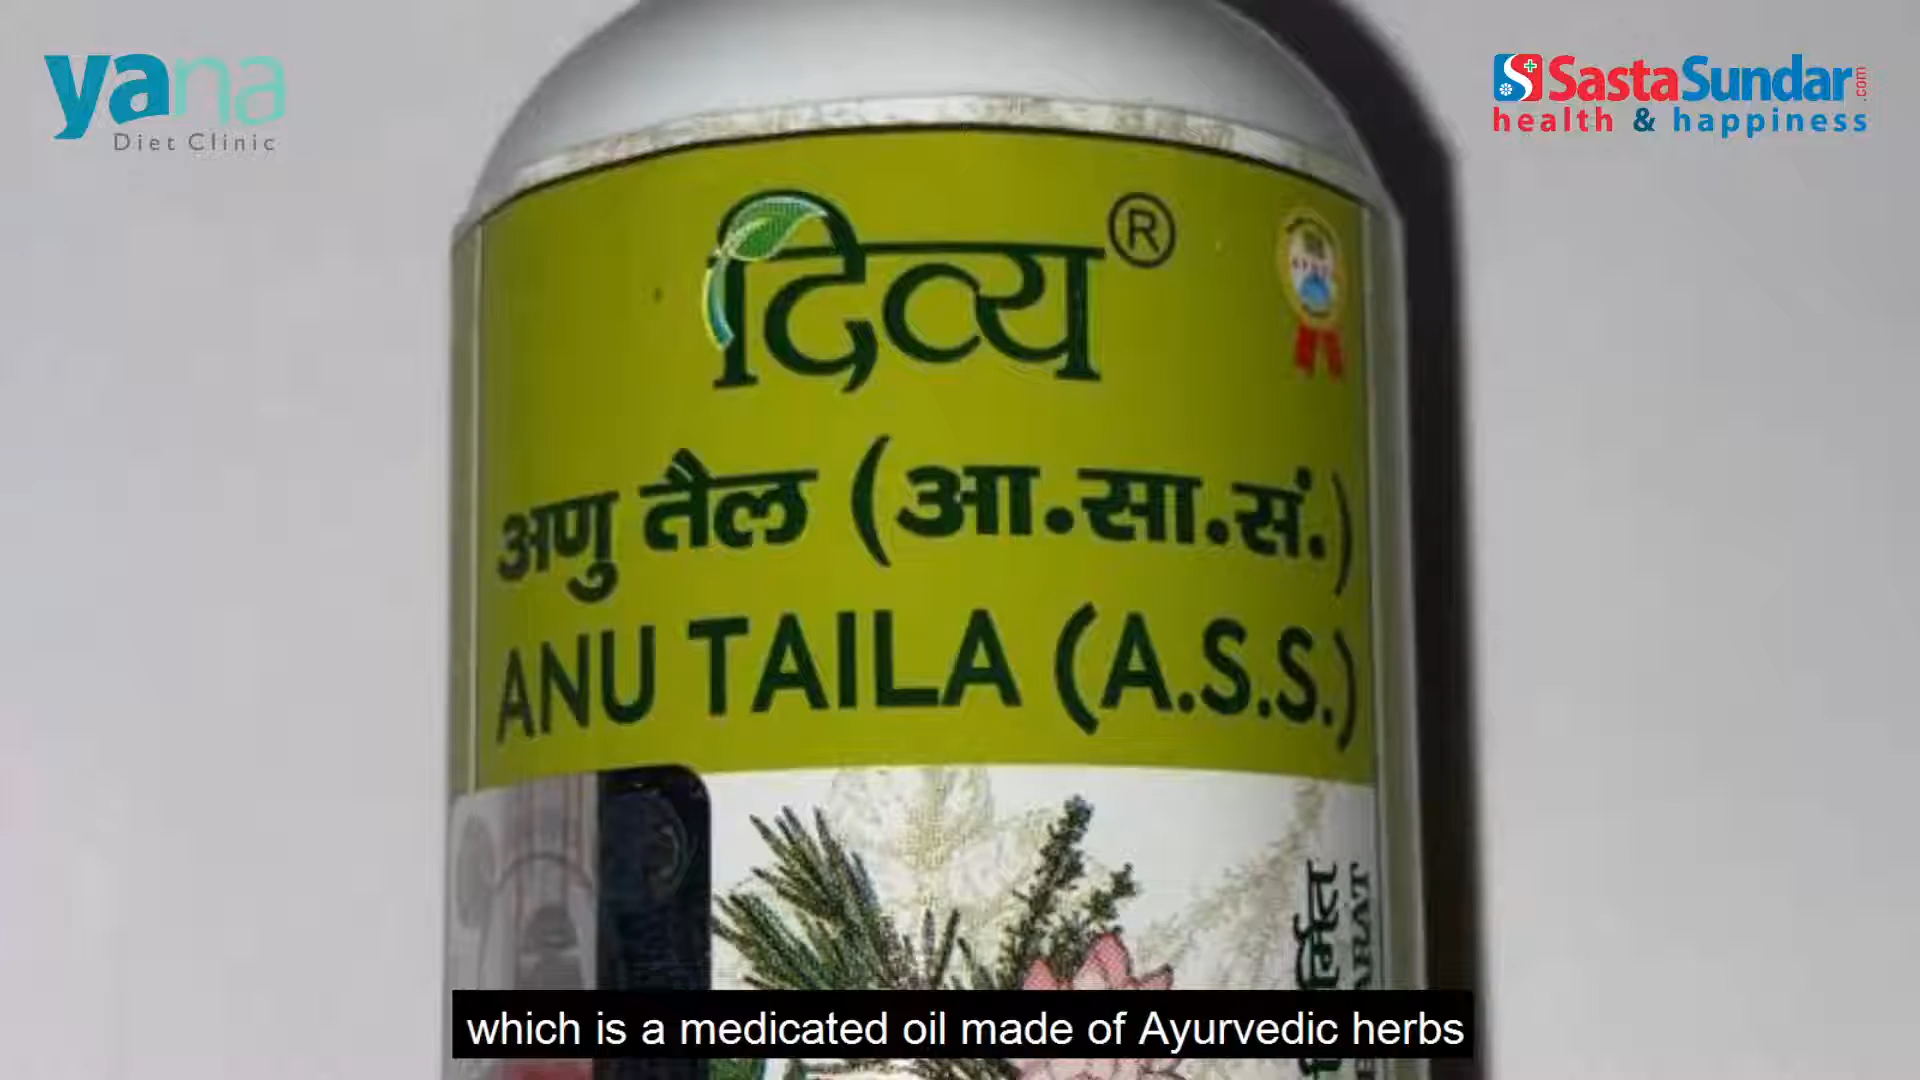 yana
Diet Clinic
SastaSundar.com
health & happiness
दिव्य®
अणु तैल (आ.सा.सं.)
ANU TAILA (A.S.S.)
which is a medicated oil made of Ayurvedic herbs